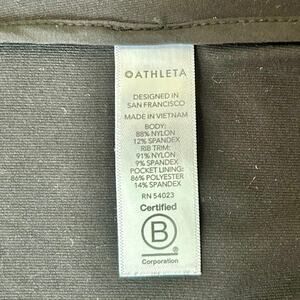 ATHLETA
DESIGNED IN
SAN FRANCISCO
MADE IN VIETNAM
BODY:
88% NYLON
12% SPANDEX
RIB TRIM:
91% NYLON
9% SPANDEX
POCKET LINING:
86% POLYESTER
14% SPANDEX
RN 54023
Certified
B
Corporation